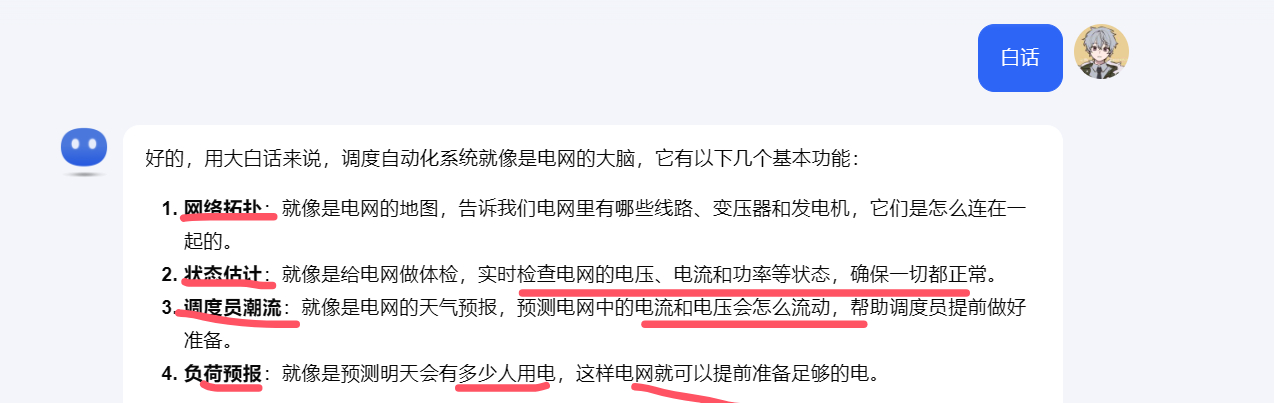 白话
好的，用大白话来说，调度自动化系统就像是电网的大脑，它有以下几个基本功能：
1. 网络拓扑：就像是电网的地图，告诉我们电网里有哪些线路、变压器和发电机，它们是怎么连在一
起的。
2. 状态估计：就像是给电网做体检，实时检查电网的电压、电流和功率等状态，确保一切都正常。
3. 调度员潮流：就像是电网的天气预报，预测电网中的电流和电压会怎么流动，帮助调度员提前做好
准备。
4. 负荷预报：就像是预测明天会有多少人用电，这样电网就可以提前准备足够的电。